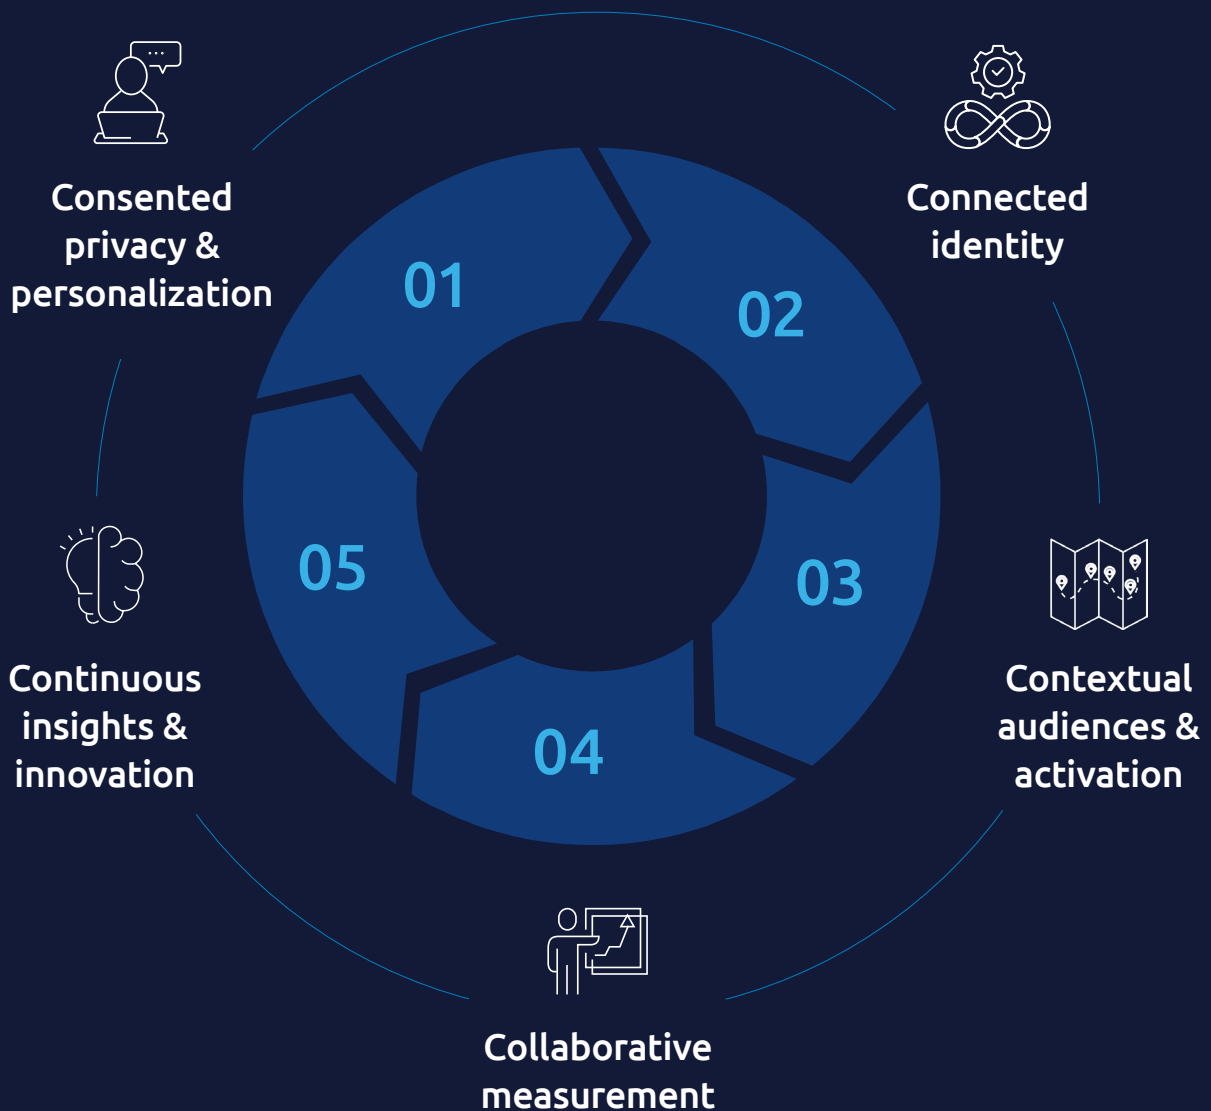 Consented
privacy &
personalization
01
Connected
identity
02
03
Contextual
audiences &
activation
04
Collaborative
measurement
05
Continuous
insights &
innovation